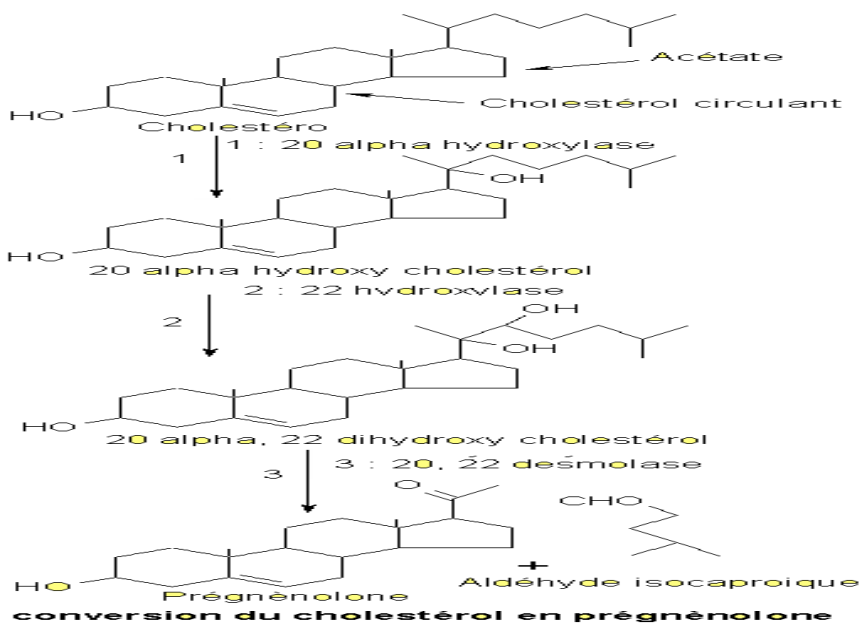 Acétate
Cholestérol circulant
HO
Cholestéro
1 : 20 alpha hydroxylase
1
OH
HO
20 alpha hydroxy cholestérol
2 : 22 hydroxylase
2
OH
OH
HO
20 alpha, 22 dihydroxy cholestérol
3 : 20, 22 desmolase
3
O
CHO
HO
+
Aldéhyde isocaproique
Prégnènolone
conversion du cholestérol en prégnènolone